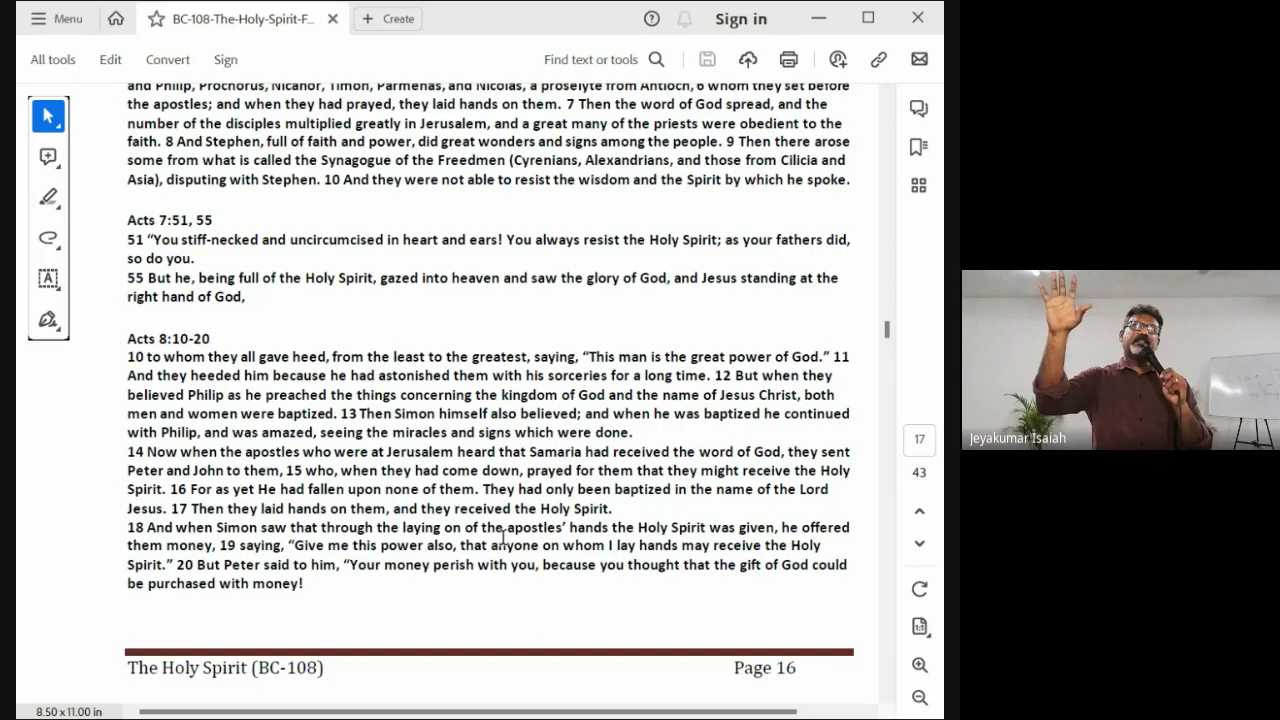 Menu
BC-108-The-Holy-Spirit-F...
Create
Sign in
All tools
Edit
Convert
Sign
Find text or tools
and Philip, Prochorus, Nicanor, Timon, Parmenas, and Nicolas, a proselyte from Antioch, 6 whom they set before
the apostles; and when they had prayed, they laid hands on them. 7 Then the word of God spread, and the
number of the disciples multiplied greatly in Jerusalem, and a great many of the priests were obedient to the
faith. 8 And Stephen, full of faith and power, did great wonders and signs among the people. 9 Then there arose
some from what is called the Synagogue of the Freedmen (Cyrenians, Alexandrians, and those from Cilicia and
Asia), disputing with Stephen. 10 And they were not able to resist the wisdom and the Spirit by which he spoke.
Acts 7:51, 55
51 “You stiff-necked and uncircumcised in heart and ears! You always resist the Holy Spirit; as your fathers did,
so do you.
55 But he, being full of the Holy Spirit, gazed into heaven and saw the glory of God, and Jesus standing at the
right hand of God,
Acts 8:10-20
10 to whom they all gave heed, from the least to the greatest, saying, “This man is the great power of God.” 11
And they heeded him because he had astonished them with his sorceries for a long time. 12 But when they
believed Philip as he preached the things concerning the kingdom of God and the name of Jesus Christ, both
men and women were baptized. 13 Then Simon himself also believed; and when he was baptized he continued
with Philip, and was amazed, seeing the miracles and signs which were done.
14 Now when the apostles who were at Jerusalem heard that Samaria had received the word of God, they sent
Peter and John to them, 15 who, when they had come down, prayed for them that they might receive the Holy
Spirit. 16 For as yet He had fallen upon none of them. They had only been baptized in the name of the Lord
Jesus. 17 Then they laid hands on them, and they received the Holy Spirit.
18 And when Simon saw that through the laying on of the apostles’ hands the Holy Spirit was given, he offered
them money, 19 saying, “Give me this power also, that anyone on whom I lay hands may receive the Holy
Spirit.” 20 But Peter said to him, “Your money perish with you, because you thought that the gift of God could
be purchased with money!
The Holy Spirit (BC-108)
Page 16
8.50 x 11.00 in
17
43
Jeyakumar Isaiah